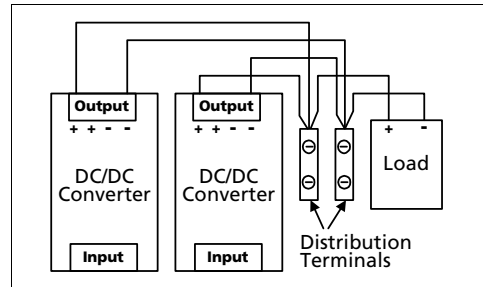 Output
+ + - -
DC/DC
Converter
Input
Output
+ + - -
DC/DC
Converter
Input
+ -
Load
Distribution
Terminals